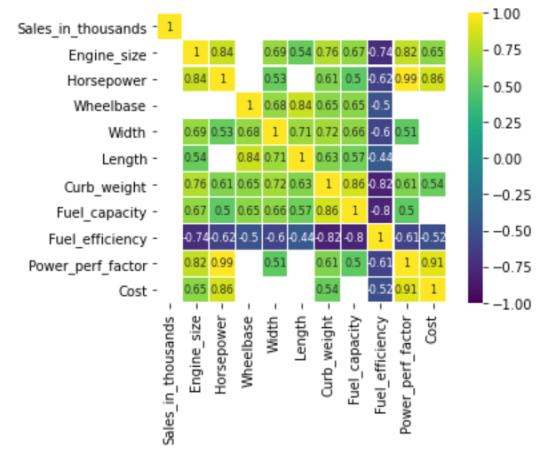 Sales_in_thousands 1
Engine_size 1 0.84 0.69 0.54 0.76 0.67 -0.74 0.82 0.65
Horsepower 0.84 1 0.53 0.61 0.5 -0.62 0.99 0.86
Wheelbase 1 0.68 0.84 0.65 0.65 -0.5
Width 0.69 0.53 0.68 1 0.71 0.72 0.66 -0.6 0.51
Length 0.54 0.84 0.71 1 0.63 0.57 -0.44
Curb_weight 0.76 0.61 0.65 0.72 0.63 1 0.86 -0.82 0.61 0.54
Fuel_capacity 0.67 0.5 0.65 0.66 0.57 0.86 1 -0.8 0.5
Fuel_efficiency -0.74 -0.62 -0.5 -0.6 -0.44 -0.82 -0.8 1 -0.61 -0.52
Power_perf_factor 0.82 0.99 0.51 0.61 0.5 -0.61 1 0.91
Cost 0.65 0.86 0.54 -0.52 0.91 1
Sales_in_thousands
Engine_size
Horsepower
Wheelbase
Width
Length
Curb_weight
Fuel_capacity
Fuel_efficiency
Power_perf_factor
Cost
1.00
0.75
0.50
0.25
0.00
−0.25
−0.50
−0.75
−1.00